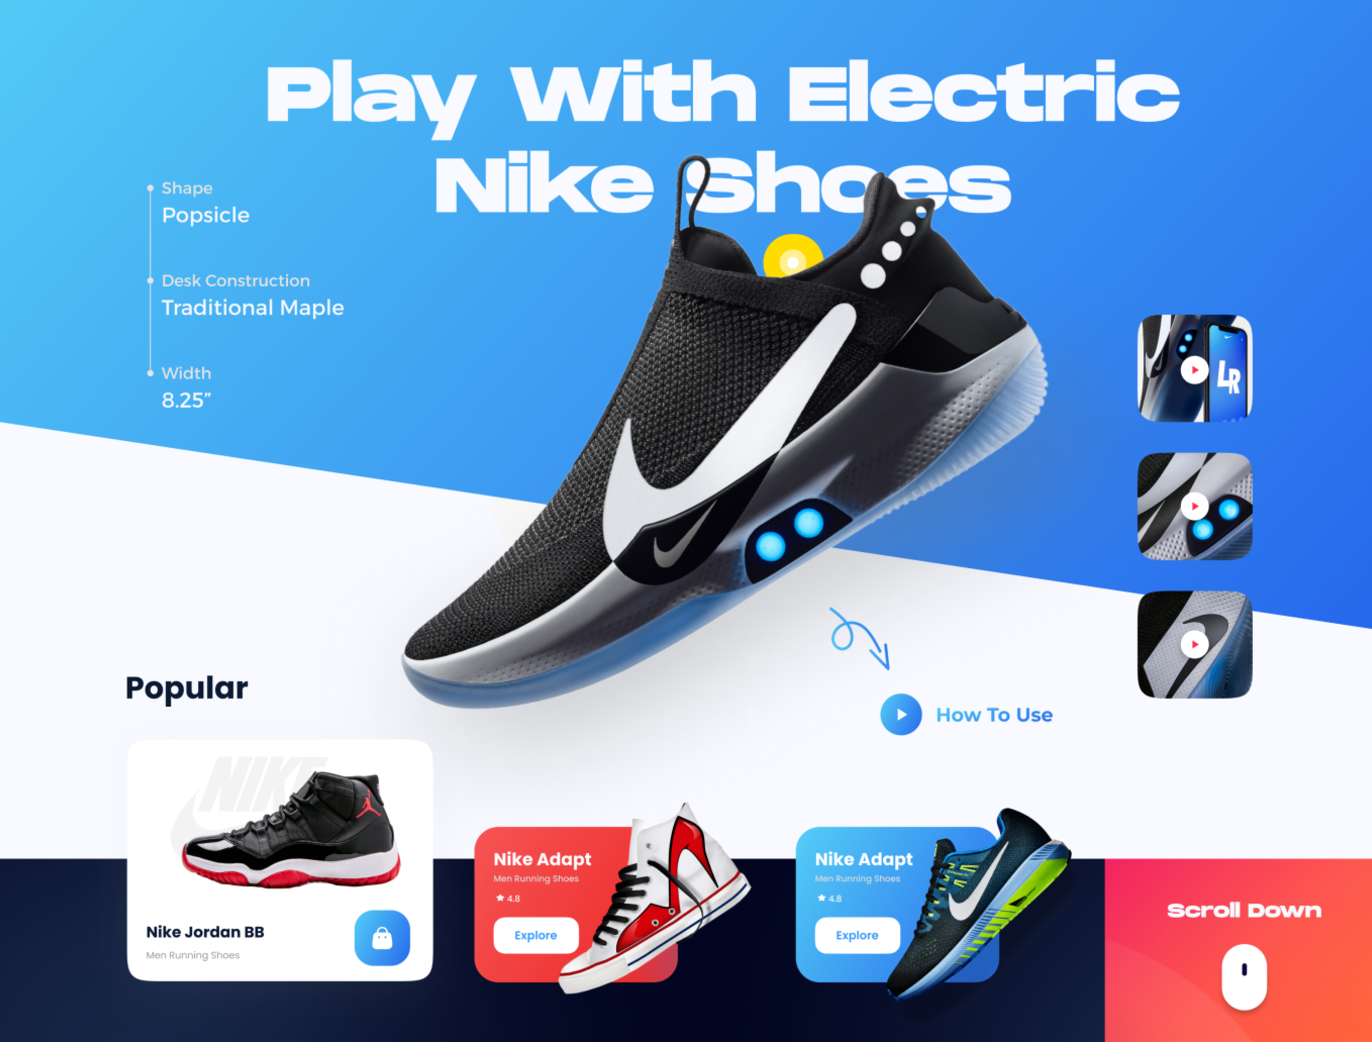 Play With Electric
Nike Shoes
Shape
Popsicle
Desk Construction
Traditional Maple
Width
8.25”
LR
How To Use
Popular
NIKE
Nike Jordan BB
Men Running Shoes
Nike Adapt
Men Running Shoes
4.8
Explore
Nike Adapt
Men Running Shoes
4.8
Explore
Scroll Down